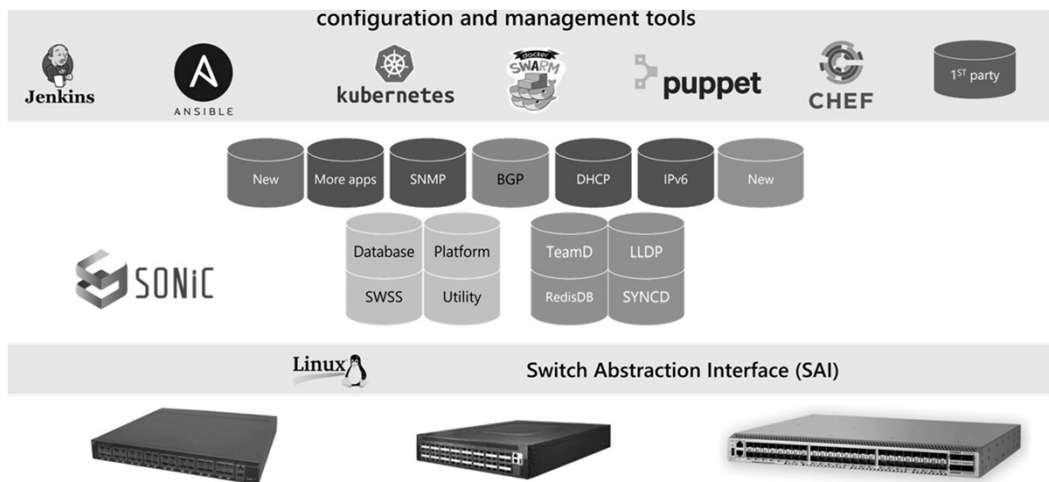 configuration and management tools
Jenkins
ANSIBLE
kubernetes
docker
SWARM
puppet
CHEF
1ST party
New
More apps
SNMP
BGP
DHCP
IPv6
New
Database
Platform
TeamD
LLDP
SONiC
SWSS
Utility
RedisDB
SYNCD
Linux
Switch Abstraction Interface (SAI)